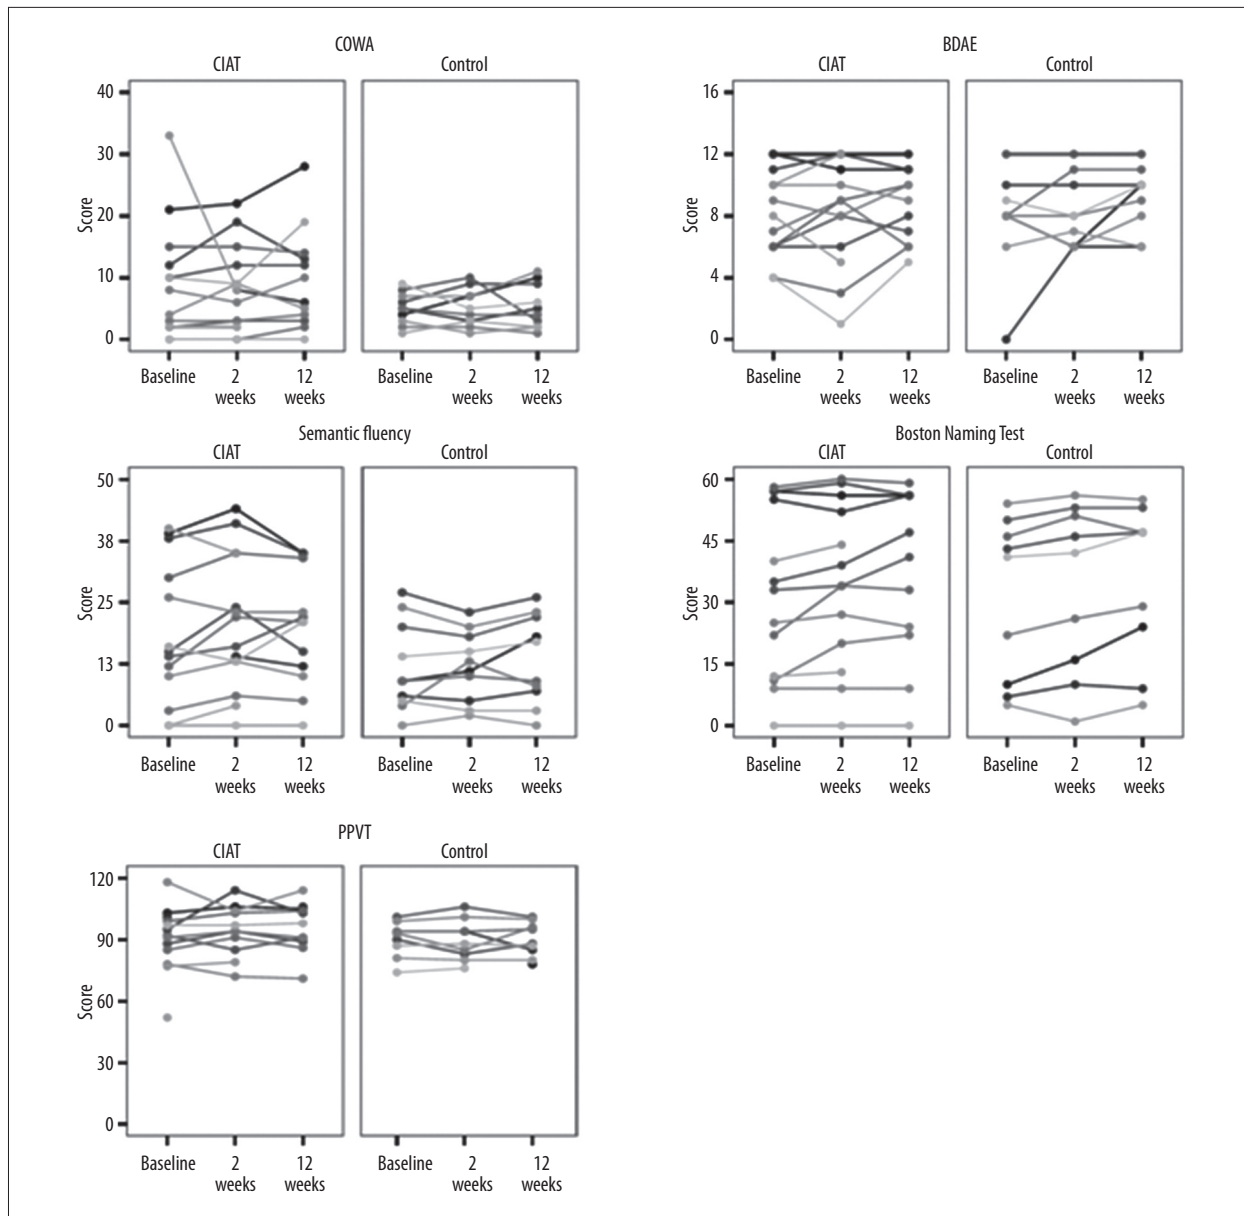 COWA
CIAT Control
Score
40
30
20
10
0
Baseline 2 weeks 12 weeks Baseline 2 weeks 12 weeks
BDAE
CIAT Control
Score
16
12
8
4
0
Baseline 2 weeks 12 weeks Baseline 2 weeks 12 weeks
Semantic fluency
CIAT Control
Score
50
38
25
13
0
Baseline 2 weeks 12 weeks Baseline 2 weeks 12 weeks
Boston Naming Test
CIAT Control
Score
60
45
30
15
0
Baseline 2 weeks 12 weeks Baseline 2 weeks 12 weeks
PPVT
CIAT Control
Score
120
90
60
30
0
Baseline 2 weeks 12 weeks Baseline 2 weeks 12 weeks